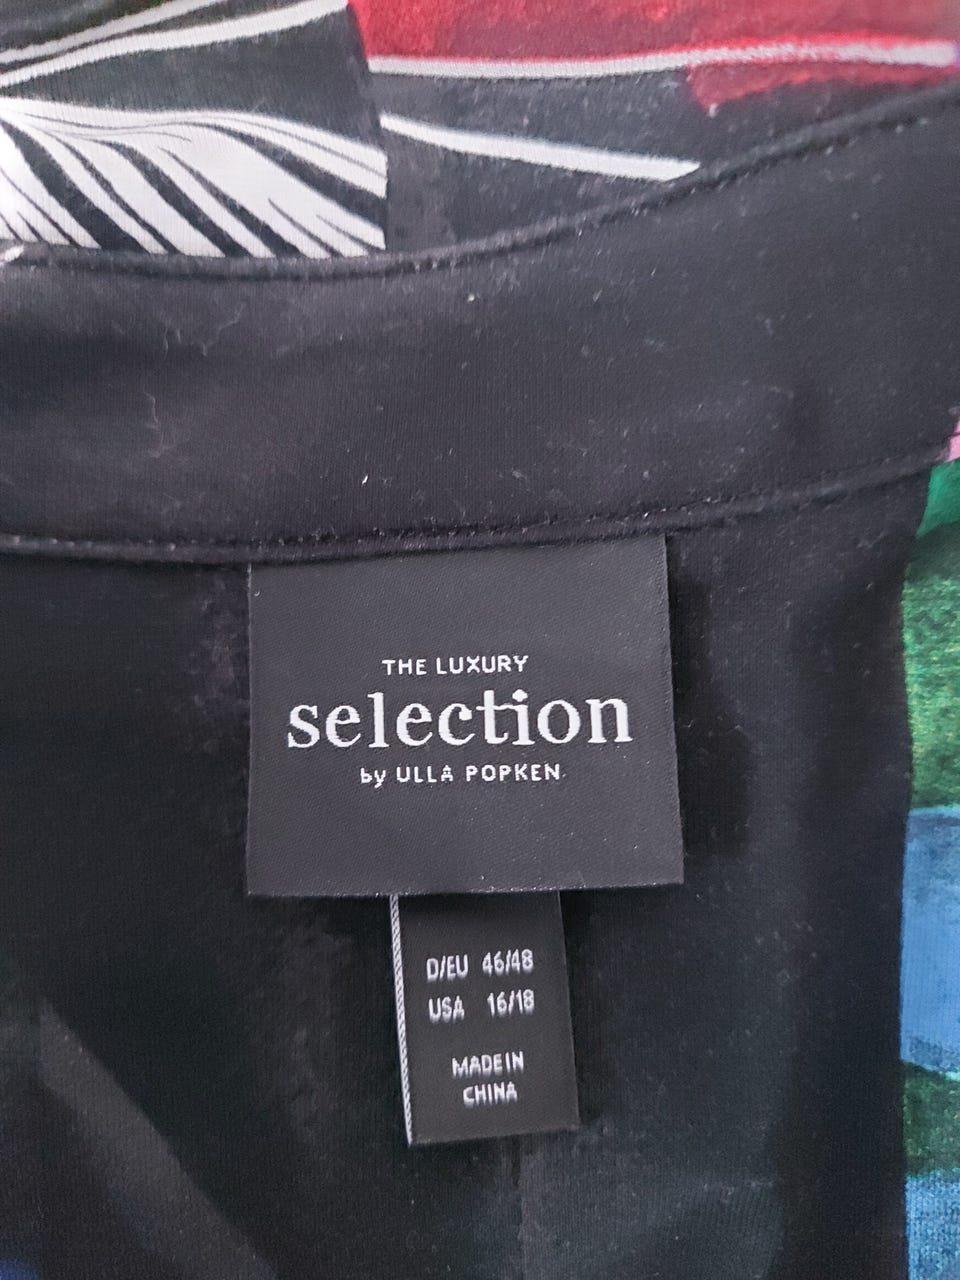 THE LUXURY
selection
by ULLA POPKEN
D/EU 46/48
USA 16/18
MADE IN
CHINA